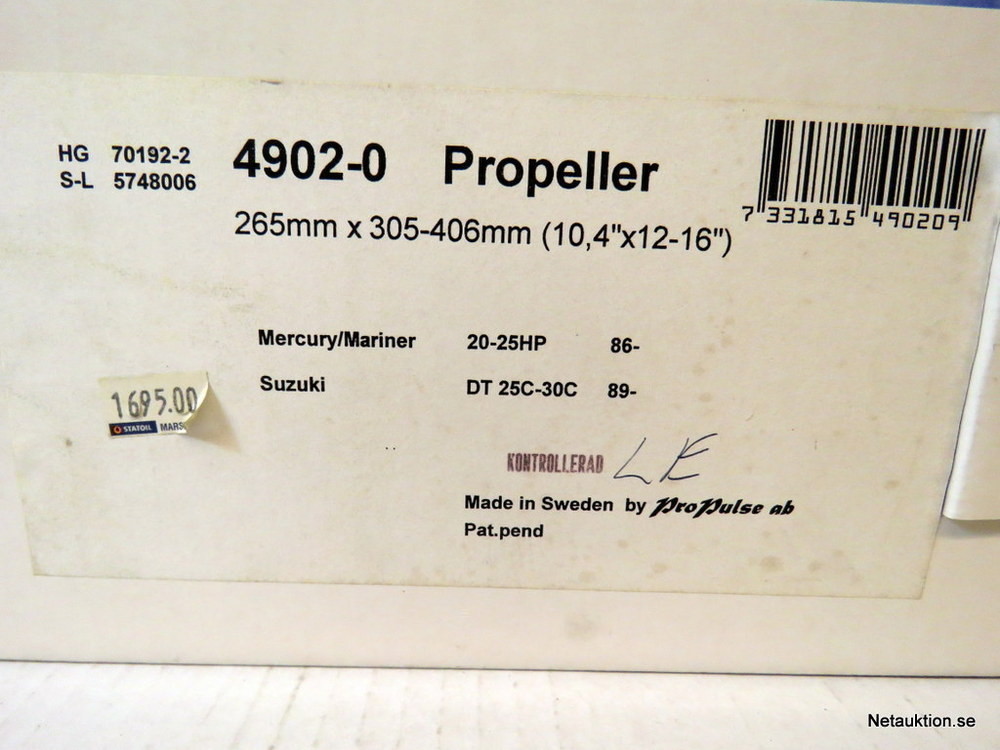 HG 70192-2
S-L 5748006
4902-0 Propeller
265mm x 305-406mm (10,4"x12-16")
7 331815 490209
Mercury/Mariner 20-25HP 86-
Suzuki DT 25C-30C 89-
1695.00
STATOIL MARS
KONTROLLERAD LE
Made in Sweden by ProPulse ab
Pat.pend
Netauktion.se